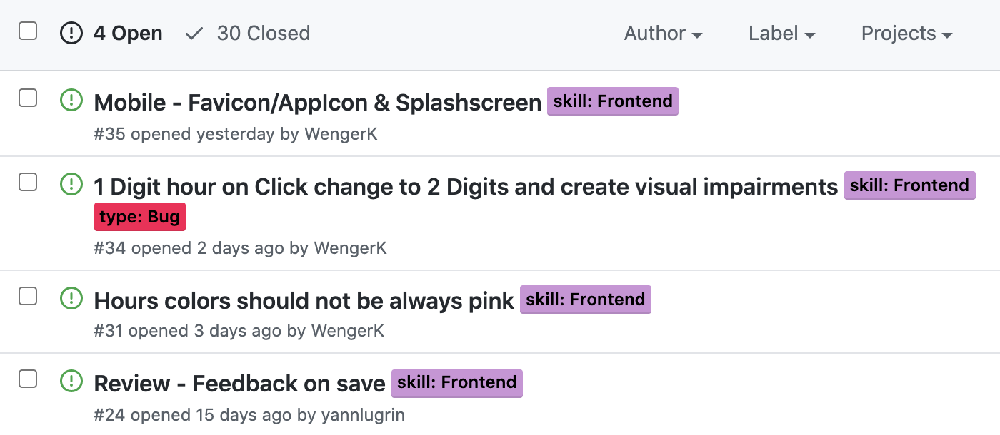 4 Open 30 Closed Author Label Projects
Mobile - Favicon/AppIcon & Splashscreen skill: Frontend
#35 opened yesterday by WengerK
1 Digit hour on Click change to 2 Digits and create visual impairments skill: Frontend
type: Bug
#34 opened 2 days ago by WengerK
Hours colors should not be always pink skill: Frontend
#31 opened 3 days ago by WengerK
Review - Feedback on save skill: Frontend
#24 opened 15 days ago by yannlugrin